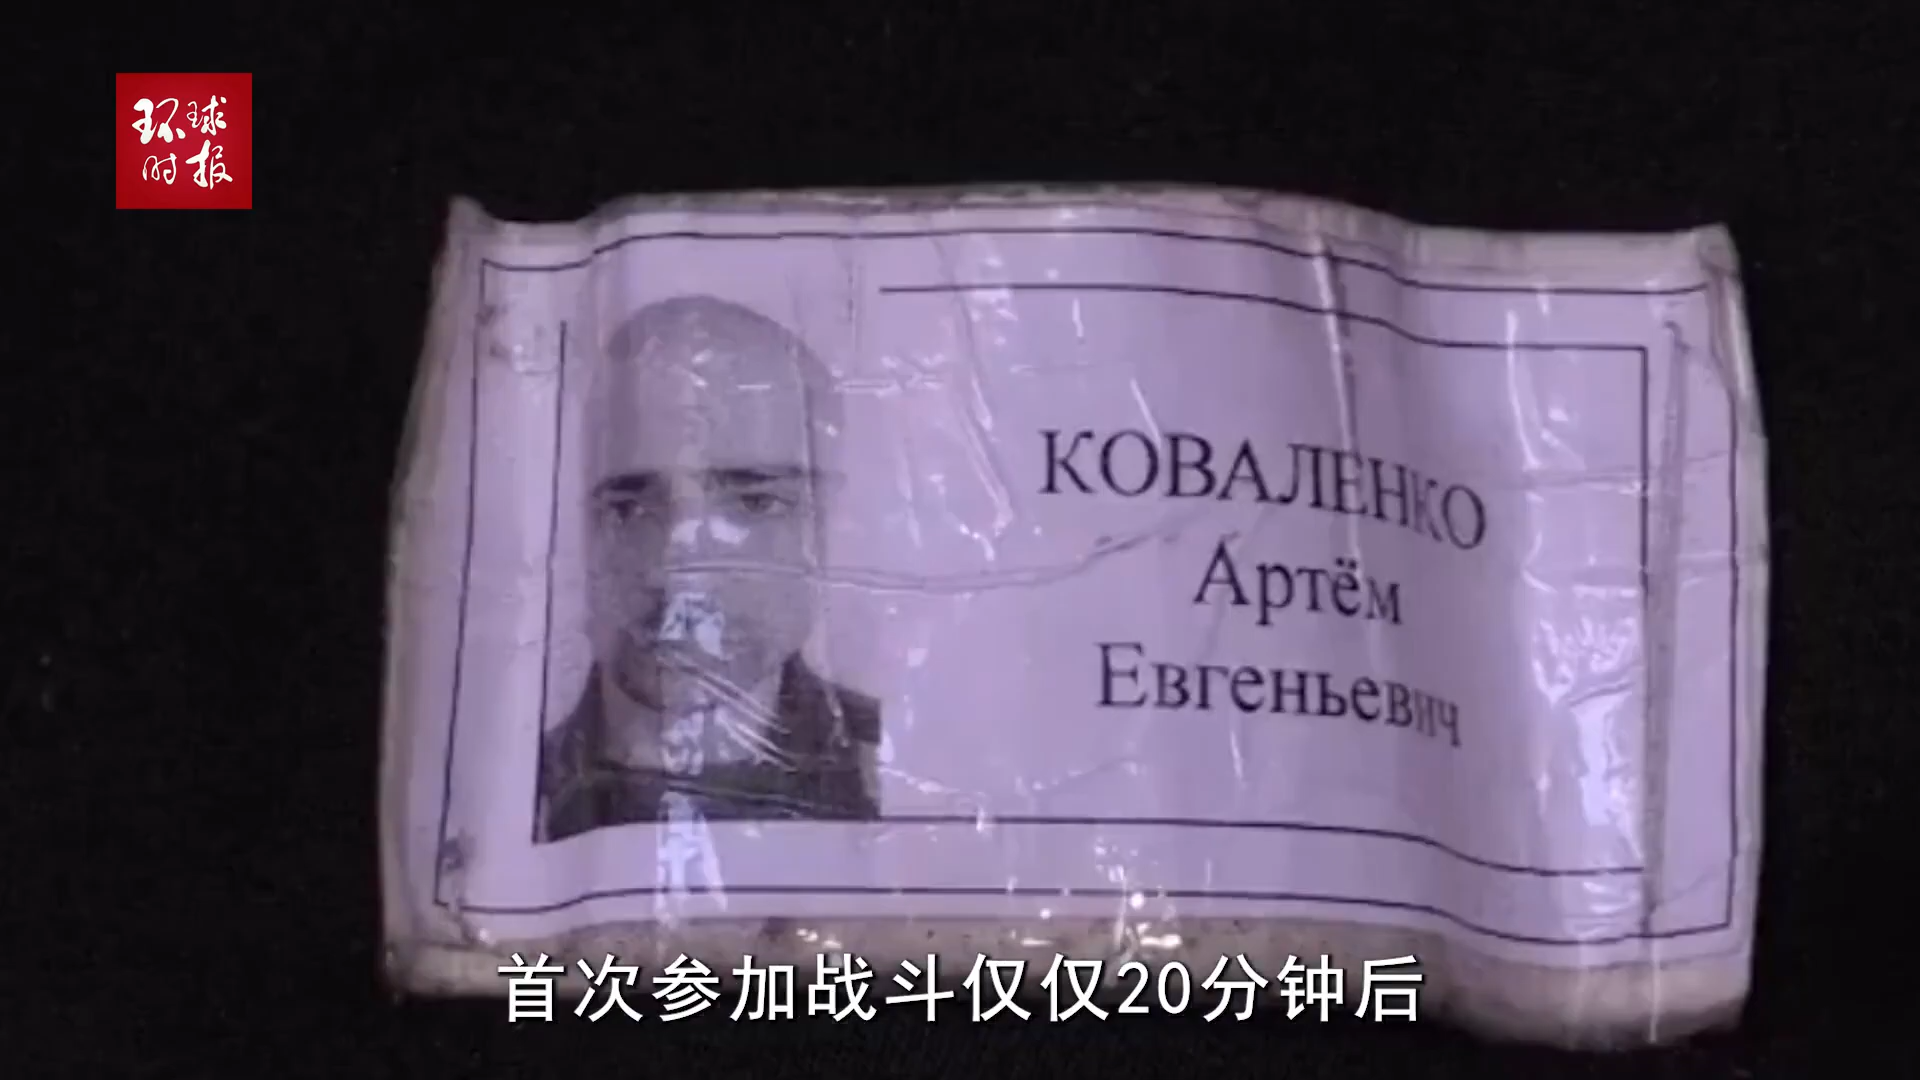 环球
时报
КОВАЛЕНКО
Артём
Евгеньевич
首次参加战斗仅仅20分钟后